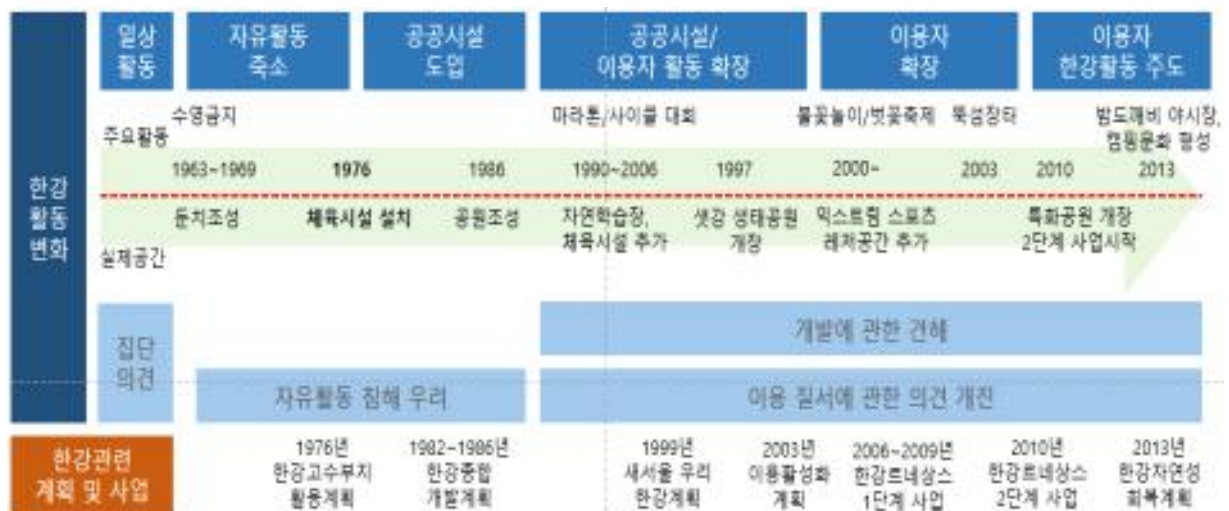 일상
활동
자유활동
축소
공공시설
도입
공공시설/
이용자 활동 확장
이용자
확장
이용자
한강활동 주도
한강
활동
변화
주요활동
수영금지
마라톤/사이클 대회
불꽃놀이/벚꽃축제
뚝섬장터
밤도깨비 야시장,
캠핑문화 형성
1963~1969
1976
1986
1990~2006
1997
2000~
2003
2010
2013
실제공간
둔치조성
체육시설 설치
공원조성
자연학습장,
체육시설 추가
샛강 생태공원
개장
익스트림 스포츠
레저공간 추가
특화공원 개장
2단계 사업시작
집단
의견
개발에 관한 견해
자유활동 침해 우려
이용 질서에 관한 의견 개진
한강관련
계획 및 사업
1976년
한강고수부지
활용계획
1982~1986년
한강종합
개발계획
1999년
새서울 우리
한강계획
2003년
이용활성화
계획
2006~2009년
한강르네상스
1단계 사업
2010년
한강르네상스
2단계 사업
2013년
한강자연성
회복계획